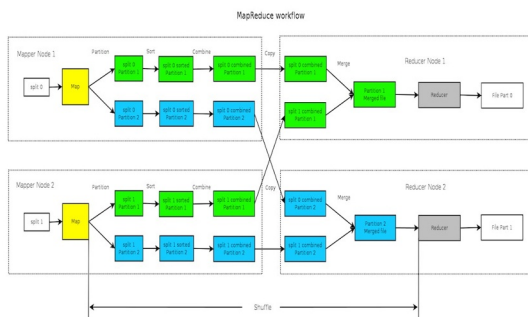 MapReduce workflow
Mapper Node 1
Partition
Sort
Combine
Copy
split 0
Map
split 0
Partition 1
split 0 sotted
Partition 1
split 0 combined
Partition 1
split 0
Partition 2
split 0 sotted
Partition 2
split 0 combined
Partition 2
Reducer Node 1
Merge
split 0 combined
Partition 1
split 1 combined
Partition 1
Partition 1
Merged file
Reducer
File Part 0
Mapper Node 2
Partition
Sort
Combine
Copy
split 1
Map
split 1
Partition 1
split 1 sotted
Partition 1
split 1 combined
Partition 1
split 1
Partition 2
split 1 sotted
Partition 2
split 1 combined
Partition 2
Reducer Node 2
Merge
split 0 combined
Partition 2
split 1 combined
Partition 2
Partition 2
Merged file
Reducer
File Part 1
Shuffle